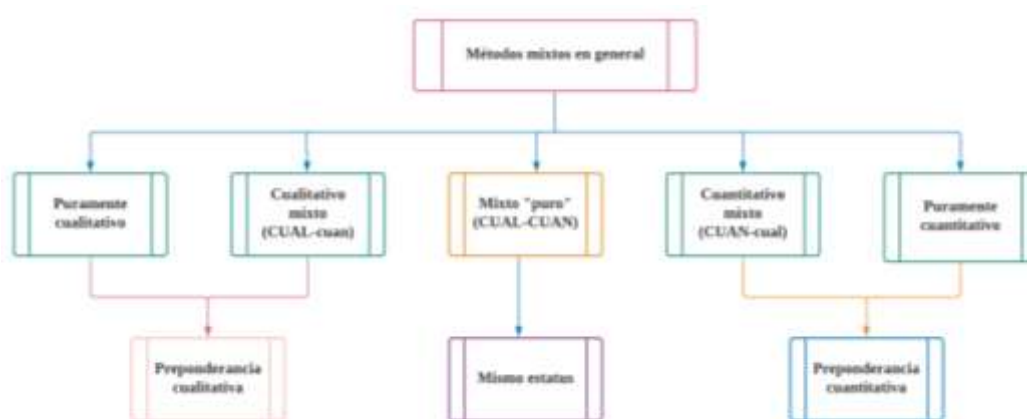 Métodos mixtos en general
Puramente
cualitativo
Cualitativo
mixto
(CUAL-cuan)
Mixto "puro"
(CUAL-CUAN)
Cuantitativo
mixto
(CUAN-cual)
Puramente
cuantitativo
Preponderancia
cualitativa
Mismo estatus
Preponderancia
cuantitativa